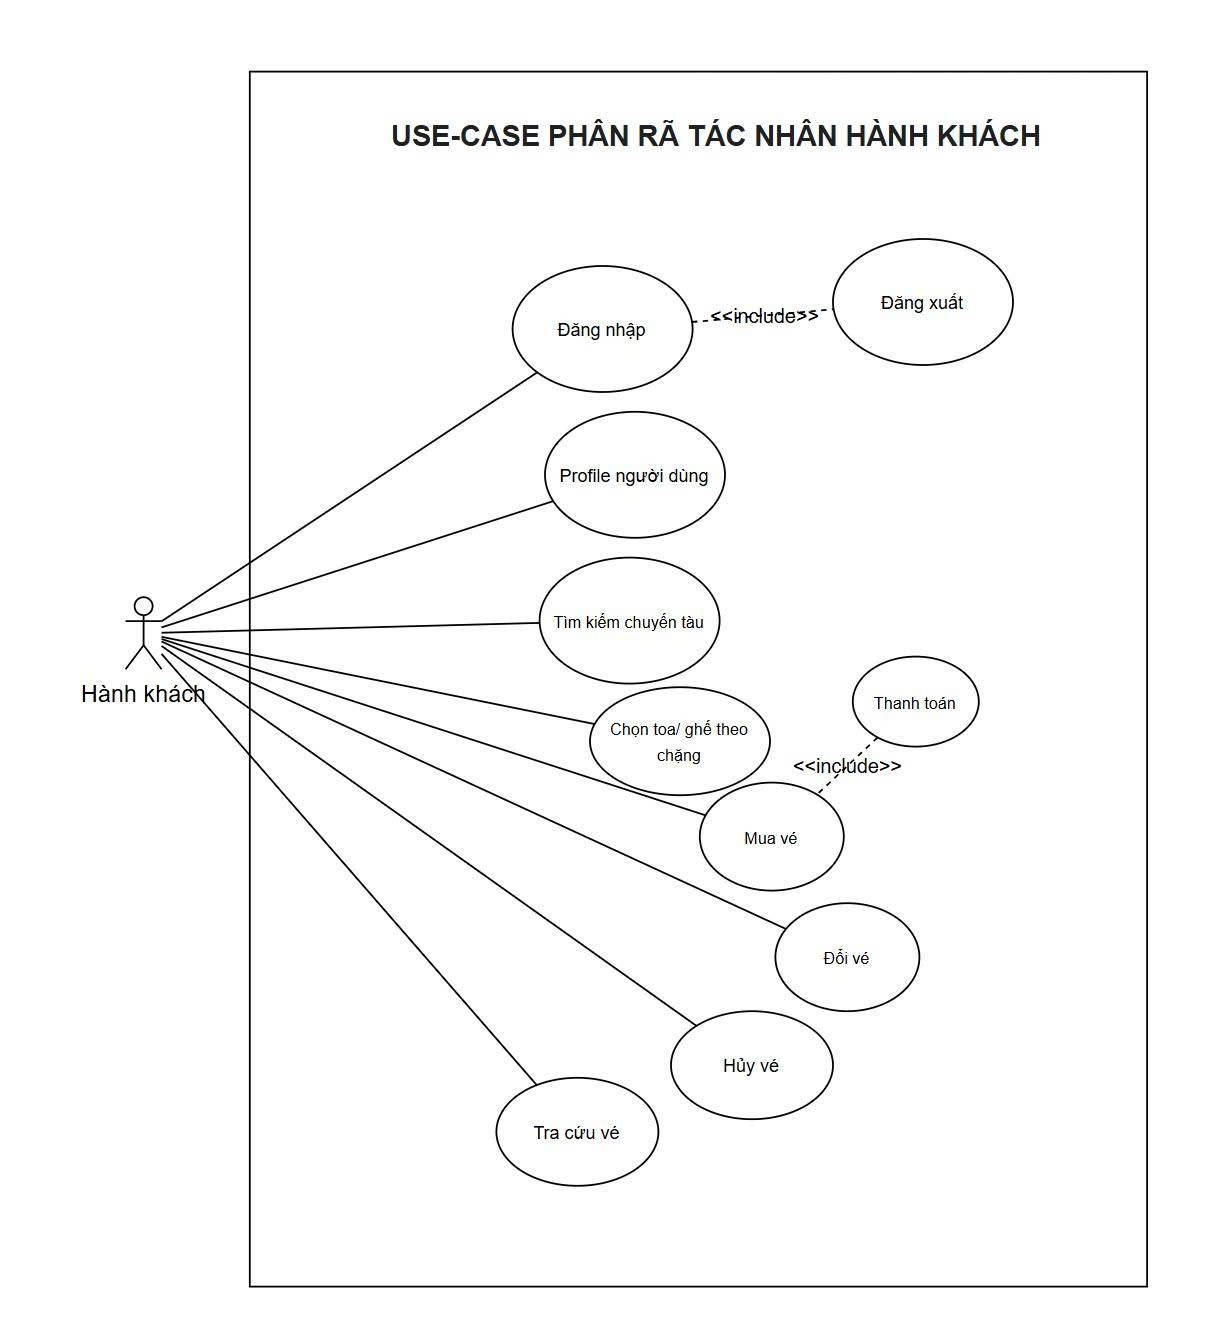 USE-CASE PHÂN RÃ TÁC NHÂN HÀNH KHÁCH
Đăng xuất
<<include>>
Đăng nhập
Profile người dùng
Tìm kiếm chuyến tàu
Hành khách
Thanh toán
Chọn toa/ ghế theo
chặng
<<include>>
Mua vé
Đổi vé
Hủy vé
Tra cứu vé